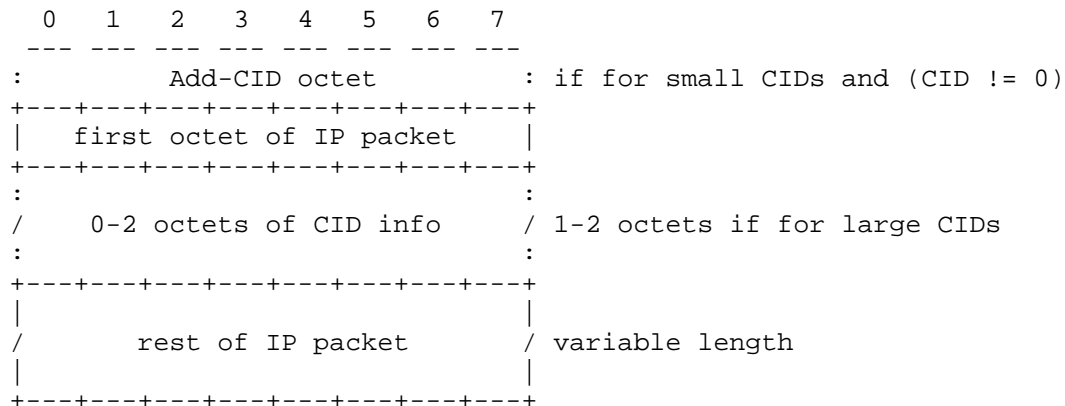 0   1   2   3   4   5   6   7
 --- --- --- --- --- --- --- ---
:         Add-CID octet         : if for small CIDs and (CID != 0)
+---+---+---+---+---+---+---+---+
|   first octet of IP packet    |
+---+---+---+---+---+---+---+---+
:                               :
/    0-2 octets of CID info     / 1-2 octets if for large CIDs
:                               :
+---+---+---+---+---+---+---+---+
|                               |
/       rest of IP packet       / variable length
|                               |
+---+---+---+---+---+---+---+---+